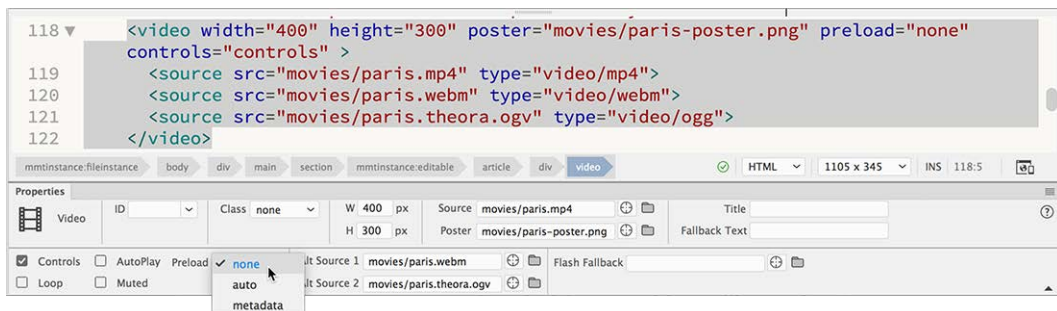 118 <video width="400" height="300" poster="movies/paris-poster.png" preload="none"
controls="controls" >
119 <source src="movies/paris.mp4" type="video/mp4">
120 <source src="movies/paris.webm" type="video/webm">
121 <source src="movies/paris.theora.ogv" type="video/ogg">
122 </video>
mmtinstance:fileinstance body div main section mmtinstance:editable article div video HTML 1105 x 345 INS 118:5
Properties
Video ID Class none W 400 px Source movies/paris.mp4 Title
H 300 px Poster movies/paris-poster.png Fallback Text
Controls AutoPlay Preload none lt Source 1 movies/paris.webm Flash Fallback
Loop Muted auto lt Source 2 movies/paris.theora.ogv
metadata